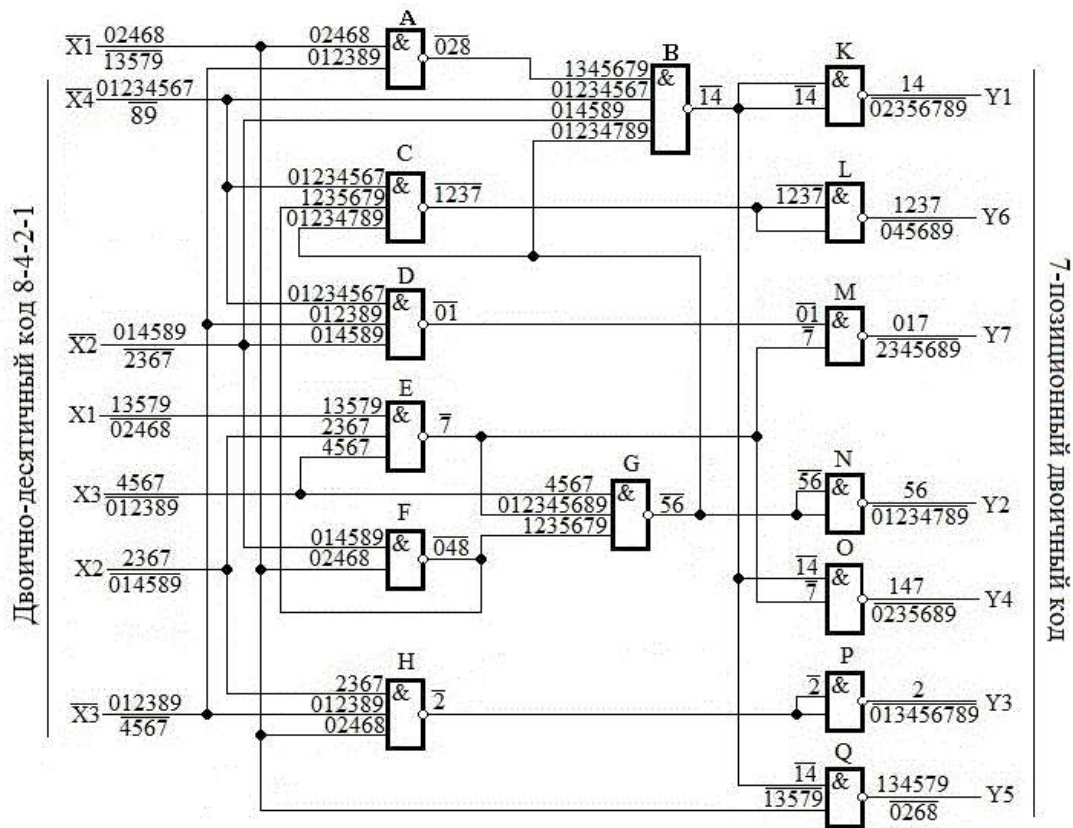 A
X1 02468
13579
02468
012389
&
028
B
X4 01234567
89
1345679
01234567
014589
01234789
&
14
K
14
&
14
02356789
Y1
C
01234567
1235679
01234789
&
1237
L
1237
&
1237
045689
Y6
D
01234567
012389
014589
&
01
M
01
7
&
017
2345689
Y7
X2 014589
2367
E
X1 13579
02468
13579
2367
4567
&
7
X3 4567
012389
G
4567
012345689
1235679
&
56
N
56
&
56
01234789
Y2
F
014589
02468
&
048
X2 2367
014589
O
14
7
&
147
0235689
Y4
H
X3 012389
4567
2367
012389
02468
&
2
P
2
&
2
013456789
Y3
Q
14
13579
&
134579
0268
Y5
Двоично-десятичный код 8-4-2-1
7-позиционный двоичный код